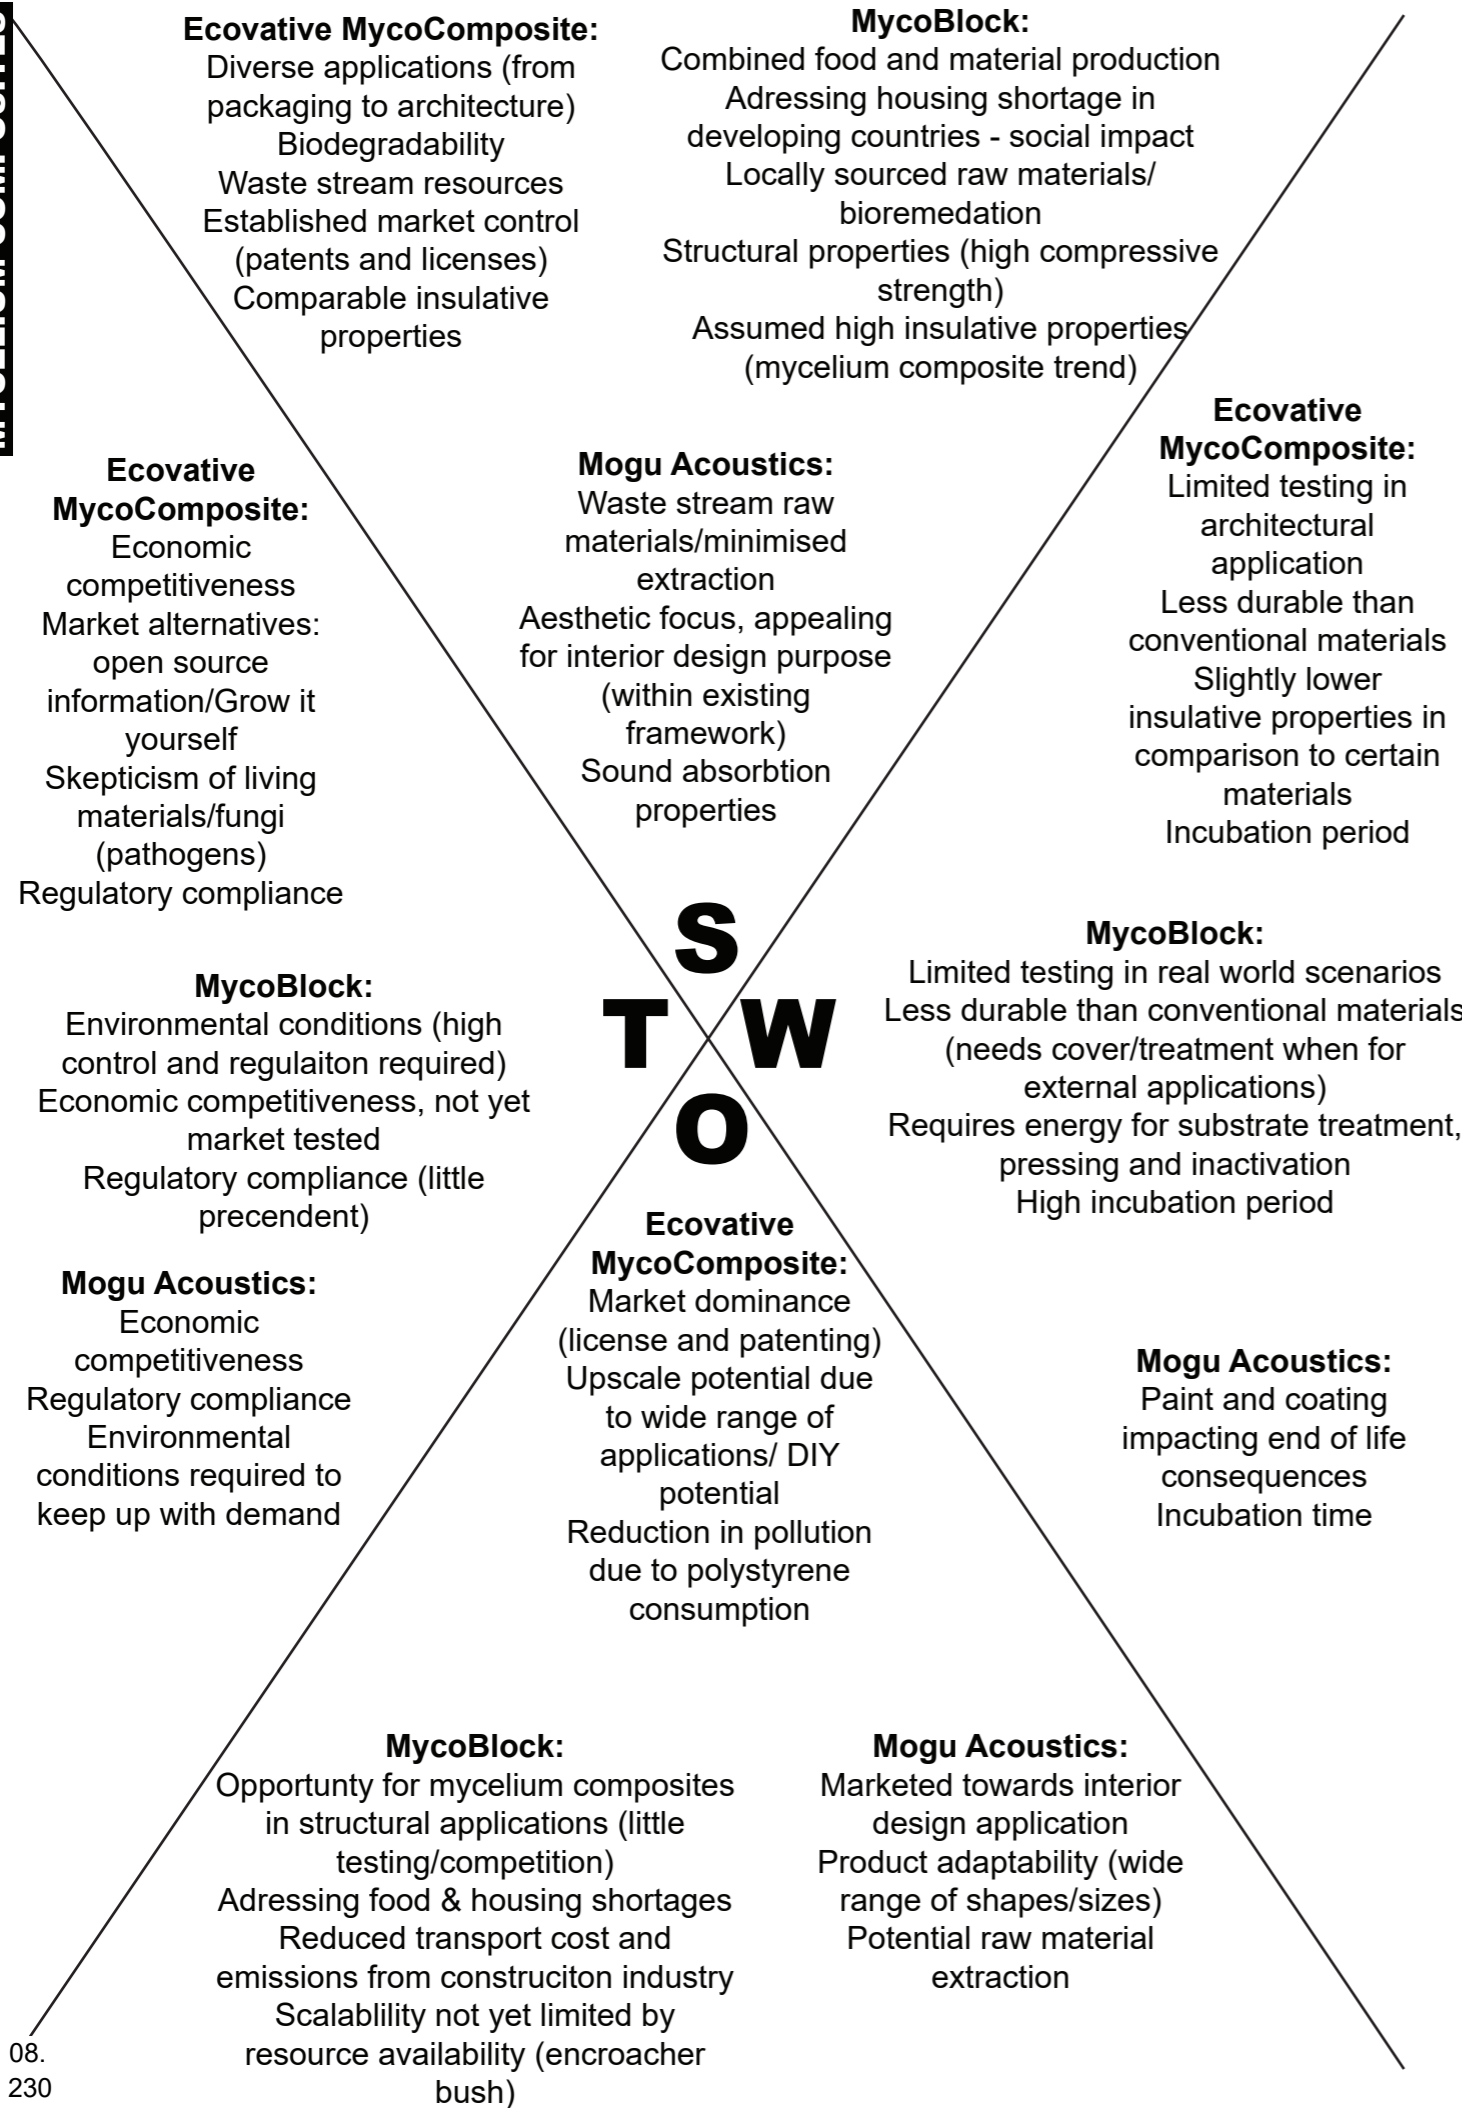 Ecovative MycoComposite:
Diverse applications (from
packaging to architecture)
Biodegradability
Waste stream resources
Established market control
(patents and licenses)
Comparable insulative
properties
MycoBlock:
Combined food and material production
Adressing housing shortage in
developing countries - social impact
Locally sourced raw materials/
bioremedation
Structural properties (high compressive
strength)
Assumed high insulative properties
(mycelium composite trend)
Mogu Acoustics:
Waste stream raw
materials/minimised
extraction
Aesthetic focus, appealing
for interior design purpose
(within existing
framework)
Sound absorbtion
properties
Ecovative
MycoComposite:
Economic
competitiveness
Market alternatives:
open source
information/Grow it
yourself
Skepticism of living
materials/fungi
(pathogens)
Regulatory compliance
MycoBlock:
Environmental conditions (high
control and regulaiton required)
Economic competitiveness, not yet
market tested
Regulatory compliance (little
precendent)
Mogu Acoustics:
Economic
competitiveness
Regulatory compliance
Environmental
conditions required to
keep up with demand
S
T W
O
Ecovative
MycoComposite:
Limited testing in
architectural
application
Less durable than
conventional materials
Slightly lower
insulative properties in
comparison to certain
materials
Incubation period
MycoBlock:
Limited testing in real world scenarios
Less durable than conventional materials
(needs cover/treatment when for
external applications)
Requires energy for substrate treatment,
pressing and inactivation
High incubation period
Mogu Acoustics:
Paint and coating
impacting end of life
consequences
Incubation time
Ecovative
MycoComposite:
Market dominance
(license and patenting)
Upscale potential due
to wide range of
applications/ DIY
potential
Reduction in pollution
due to polystyrene
consumption
MycoBlock:
Opportunty for mycelium composites
in structural applications (little
testing/competition)
Adressing food & housing shortages
Reduced transport cost and
emissions from construciton industry
Scalablility not yet limited by
resource availability (encroacher
bush)
Mogu Acoustics:
Marketed towards interior
design application
Product adaptability (wide
range of shapes/sizes)
Potential raw material
extraction
08.
230